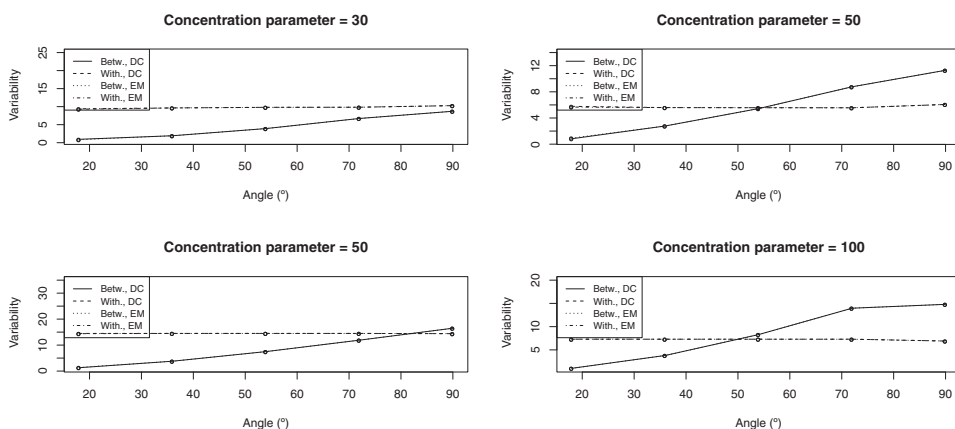 Concentration parameter = 30
Variability
25
15
5
0
Betw., DC
With., DC
Betw., EM
With., EM
20 30 40 50 60 70 80 90
Angle (º)
Concentration parameter = 50
Variability
12
8
6
4
0
Betw., DC
With., DC
Betw., EM
With., EM
20 30 40 50 60 70 80 90
Angle (º)
Concentration parameter = 50
Variability
30
20
10
0
Betw., DC
With., DC
Betw., EM
With., EM
20 30 40 50 60 70 80 90
Angle (º)
Concentration parameter = 100
Variability
20
10
5
Betw., DC
With., DC
Betw., EM
With., EM
20 30 40 50 60 70 80 90
Angle (º)